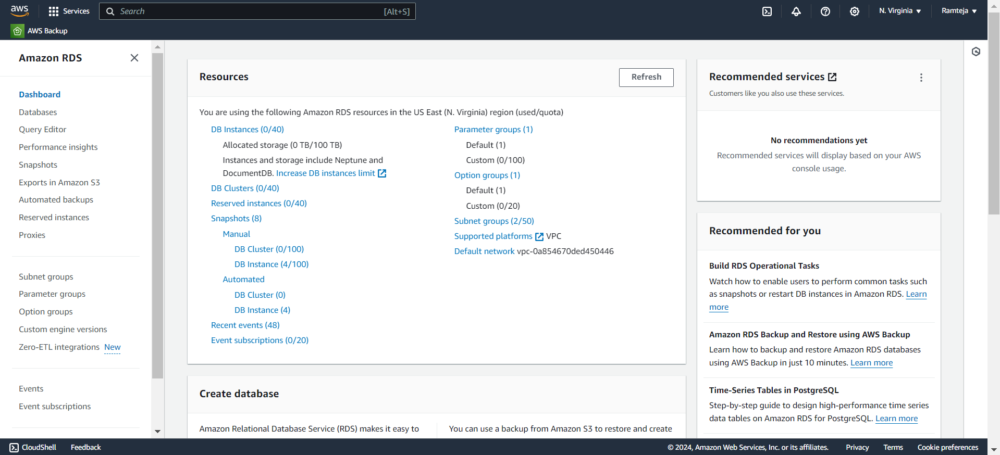 aws
Services
Search
[Alt+S]
N. Virginia
Ramteja
AWS Backup
Amazon RDS
Dashboard
Databases
Query Editor
Performance insights
Snapshots
Exports in Amazon S3
Automated backups
Reserved instances
Proxies
Subnet groups
Parameter groups
Option groups
Custom engine versions
Zero-ETL integrations New
Events
Event subscriptions
Resources
Refresh
You are using the following Amazon RDS resources in the US East (N. Virginia) region (used/quota)
DB Instances (0/40)
Allocated storage (0 TB/100 TB)
Instances and storage include Neptune and
DocumentDB. Increase DB instances limit
DB Clusters (0/40)
Reserved instances (0/40)
Snapshots (8)
Manual
DB Cluster (0/100)
DB Instance (4/100)
Automated
DB Cluster (0)
DB Instance (4)
Recent events (48)
Event subscriptions (0/20)
Parameter groups (1)
Default (1)
Custom (0/100)
Option groups (1)
Default (1)
Custom (0/20)
Subnet groups (2/50)
Supported platforms VPC
Default network vpc-0a854670ded450446
Create database
Amazon Relational Database Service (RDS) makes it easy to
You can use a backup from Amazon S3 to restore and create
Recommended services
Customers like you also use these services.
No recommendations yet
Recommended services will display based on your AWS
console usage.
Recommended for you
Build RDS Operational Tasks
Watch how to enable users to perform common tasks such
as snapshots or restart DB instances in Amazon RDS. Learn
more
Amazon RDS Backup and Restore using AWS Backup
Learn how to backup and restore Amazon RDS databases
using AWS Backup in just 10 minutes. Learn more
Time-Series Tables in PostgreSQL
Step-by-step guide to design high-performance time series
data tables on Amazon RDS for PostgreSQL. Learn more
CloudShell
Feedback
© 2024, Amazon Web Services, Inc. or its affiliates.
Privacy
Terms
Cookie preferences